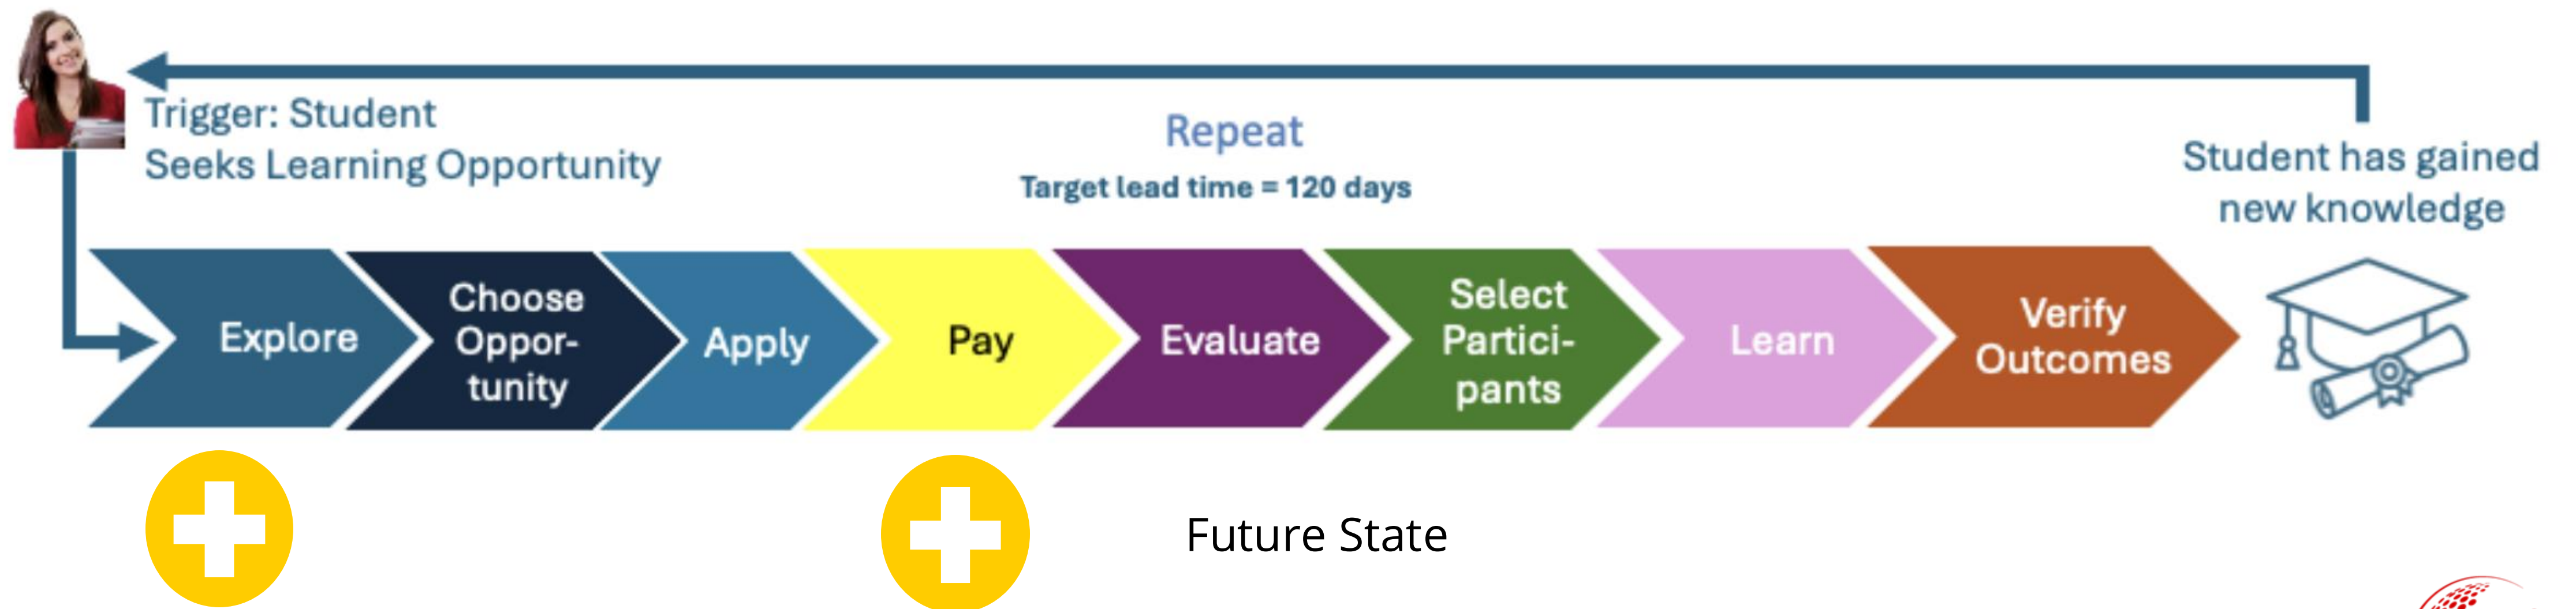 Trigger: Student
Seeks Learning Opportunity
Repeat
Target lead time = 120 days
Student has gained
new knowledge
Explore
Choose
Oppor-
tunity
Apply
Pay
Evaluate
Select
Partici-
pants
Learn
Verify
Outcomes
Future State